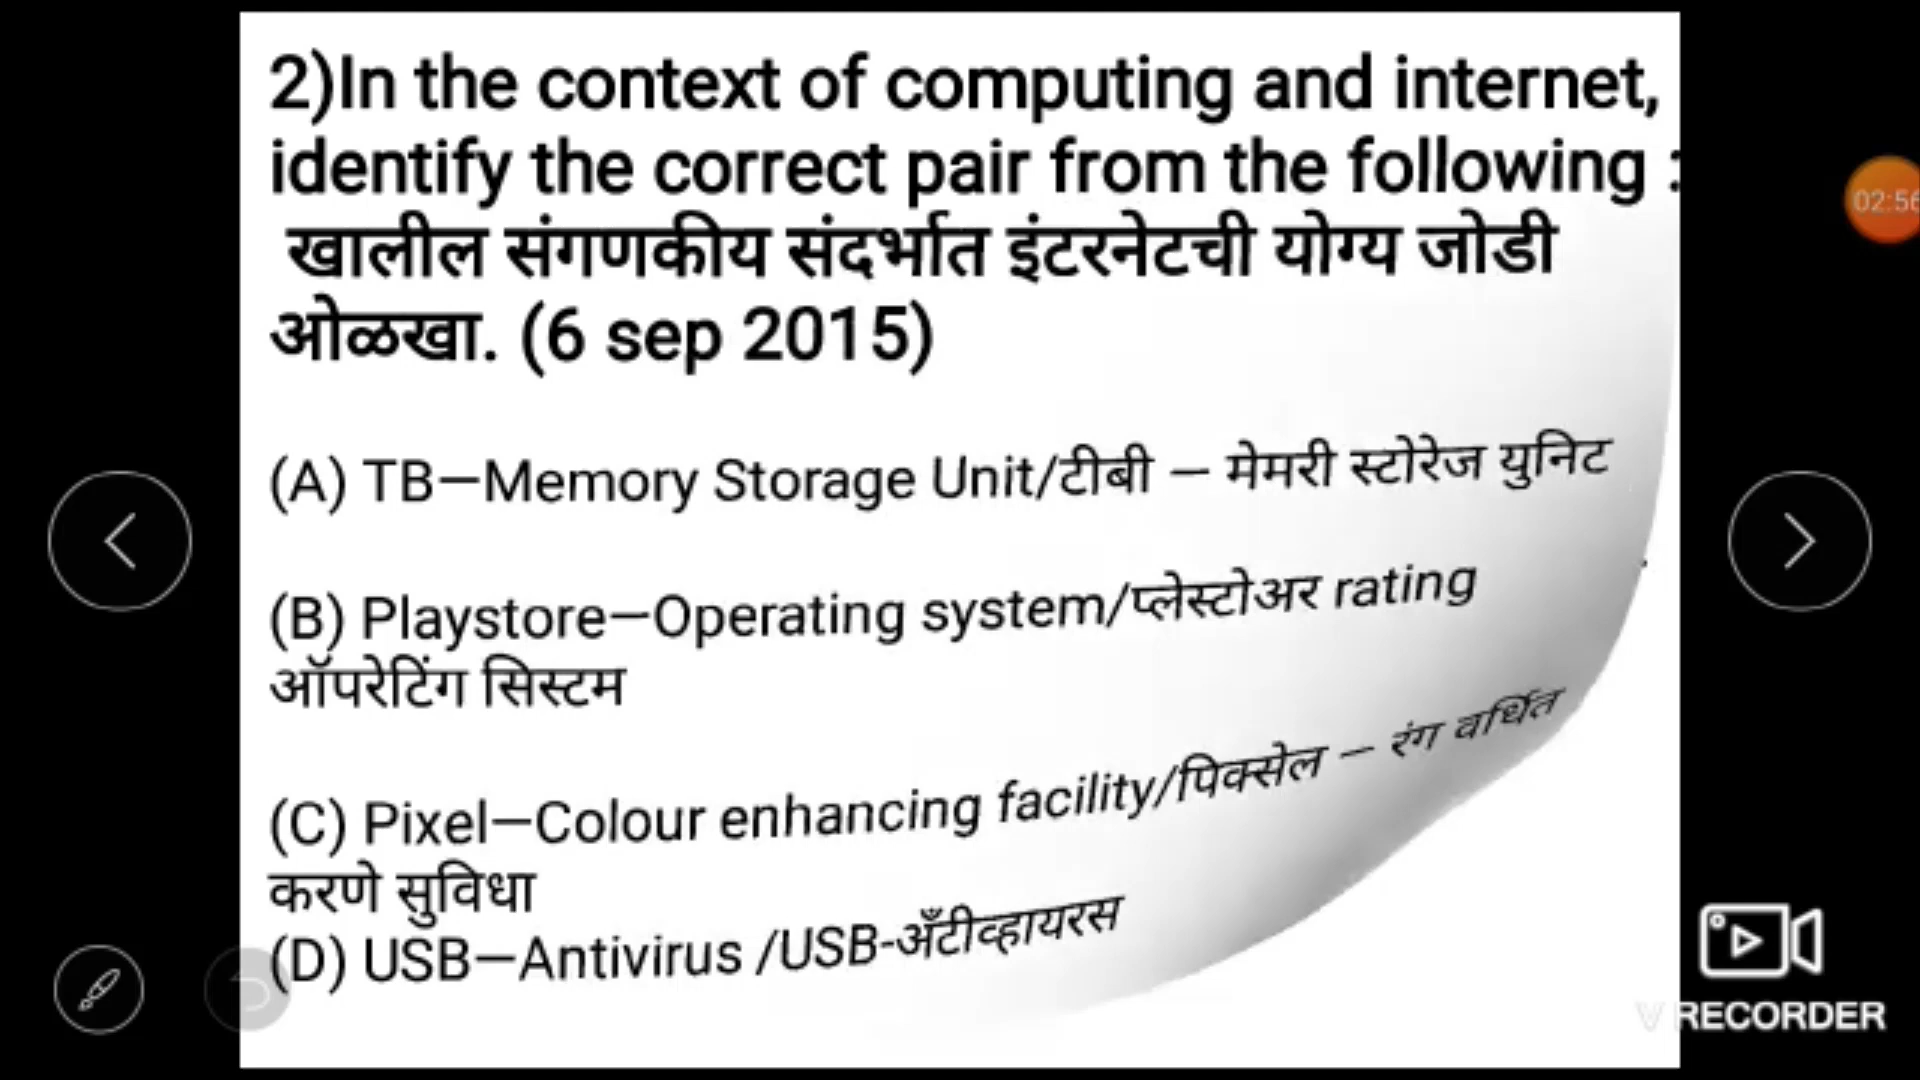 2)In the context of computing and internet,
identify the correct pair from the following :
खालील संगणकीय संदर्भात इंटरनेटची योग्य जोडी
ओळखा. (6 sep 2015)
(A) TB—Memory Storage Unit/टीबी — मेमरी स्टोरेज युनिट
(B) Playstore—Operating system/प्लेस्टोअर rating
ऑपरेटिंग सिस्टम
(C) Pixel—Colour enhancing facility/पिक्सेल — रंग वर्धित
करणे सुविधा
(D) USB—Antivirus /USB-अँटीव्हायरस
02:56
V RECORDER